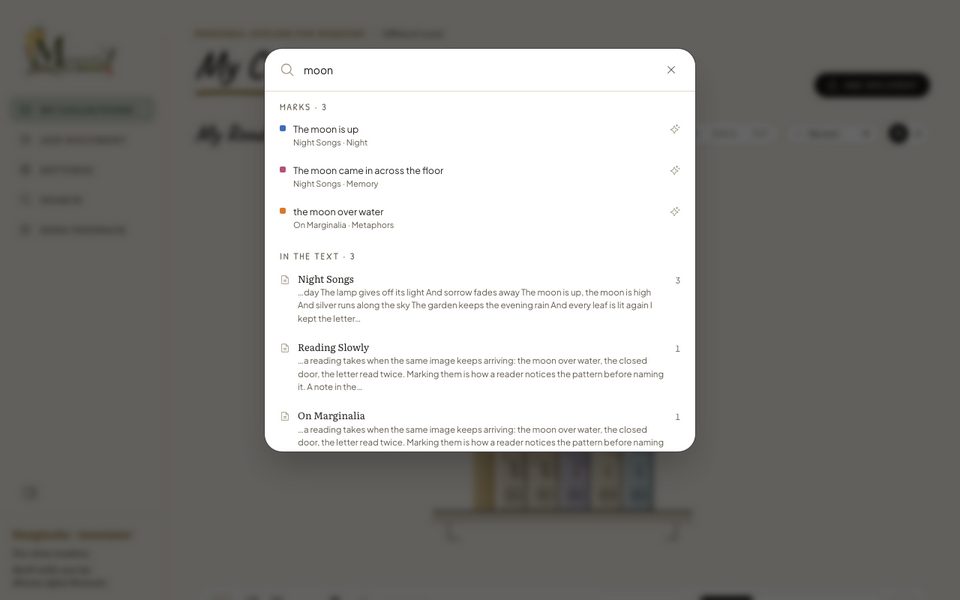 moon
MARKS · 3
The moon is up
Night Songs · Night
The moon came in across the floor
Night Songs · Memory
the moon over water
On Marginalia · Metaphors
IN THE TEXT · 3
Night Songs 3
…day The lamp gives off its light And sorrow fades away The moon is up, the moon is high
And silver runs along the sky The garden keeps the evening rain And every leaf is lit again I
kept the letter…
Reading Slowly 1
…a reading takes when the same image keeps arriving: the moon over water, the closed
door, the letter read twice. Marking them is how a reader notices the pattern before naming
it. A note in the…
On Marginalia 1
…a reading takes when the same image keeps arriving: the moon over water, the closed
door, the letter read twice. Marking them is how a reader notices the pattern before naming